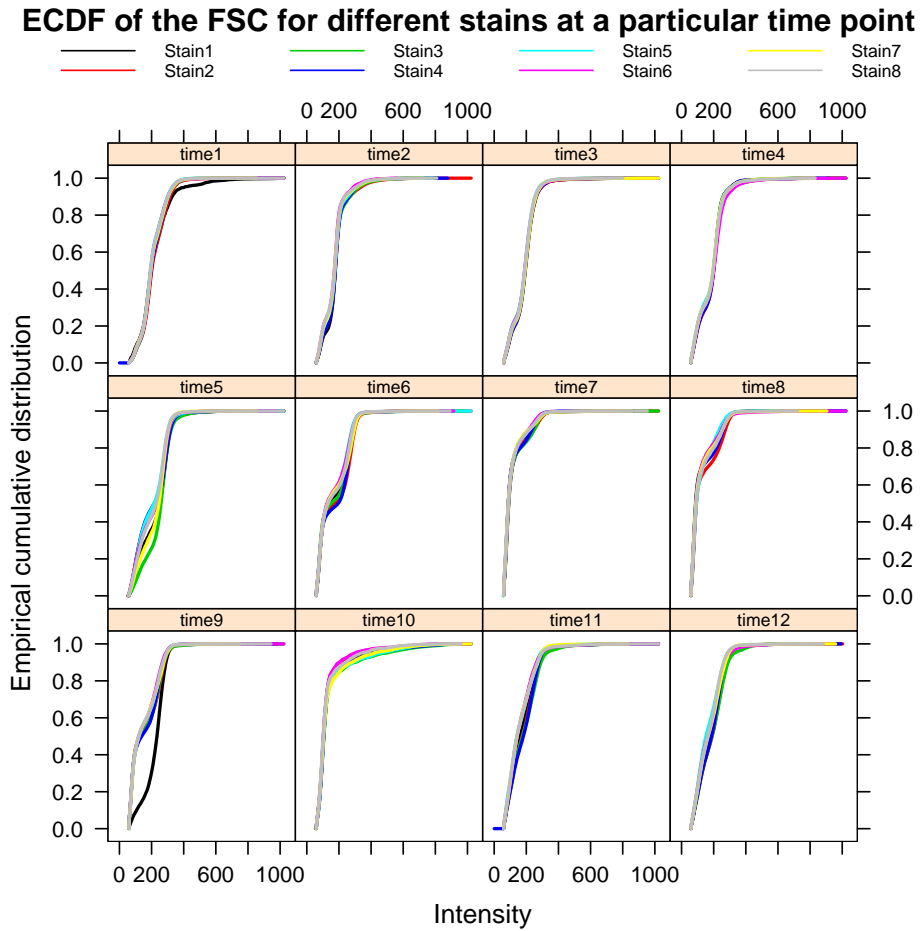 ECDF of the FSC for different stains at a particular time point
Stain1 Stain3 Stain5 Stain7
Stain2 Stain4 Stain6 Stain8
0 200 600 1000 0 200 600 1000
time1 time2 time3 time4
1.0
0.8
0.6
0.4
0.2
0.0
time5 time6 time7 time8
1.0
0.8
0.6
0.4
0.2
0.0
time9 time10 time11 time12
1.0
0.8
0.6
0.4
0.2
0.0
0 200 600 1000 0 200 600 1000
Empirical cumulative distribution
Intensity